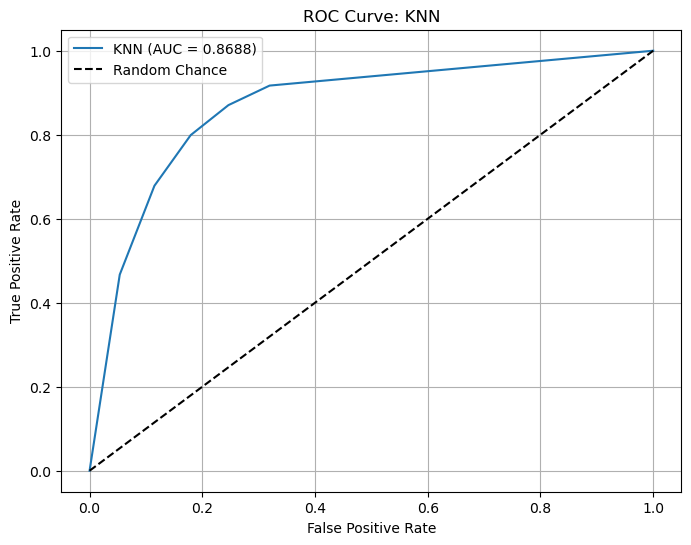 ROC Curve: KNN
KNN (AUC = 0.8688)
Random Chance
True Positive Rate
1.0
0.8
0.6
0.4
0.2
0.0
0.0 0.2 0.4 0.6 0.8 1.0
False Positive Rate